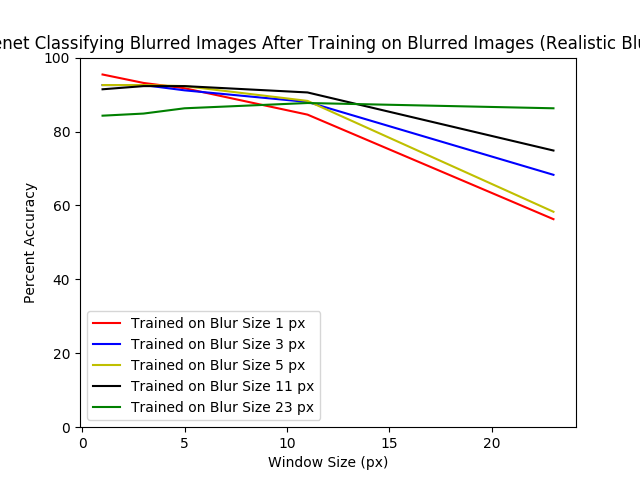 Classifying Blurred Images After Training on Blurred Images (Realistic
100
80
60
40
20
0
Percent Accuracy
Trained on Blur Size 1 px
Trained on Blur Size 3 px
Trained on Blur Size 5 px
Trained on Blur Size 11 px
Trained on Blur Size 23 px
0 5 10 15 20
Window Size (px)